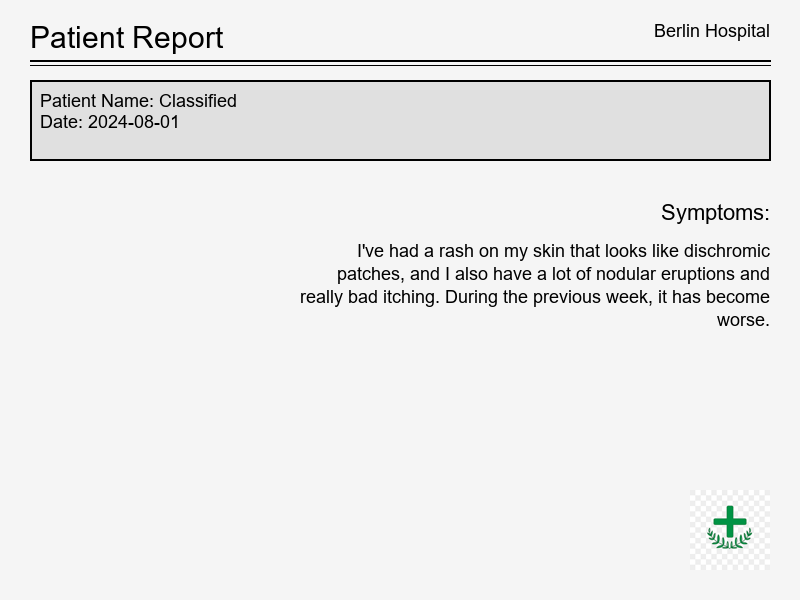 Patient Report
Berlin Hospital
Patient Name: Classified
Date: 2024-08-01
Symptoms:
I've had a rash on my skin that looks like dischromic
patches, and I also have a lot of nodular eruptions and
really bad itching. During the previous week, it has become
worse.